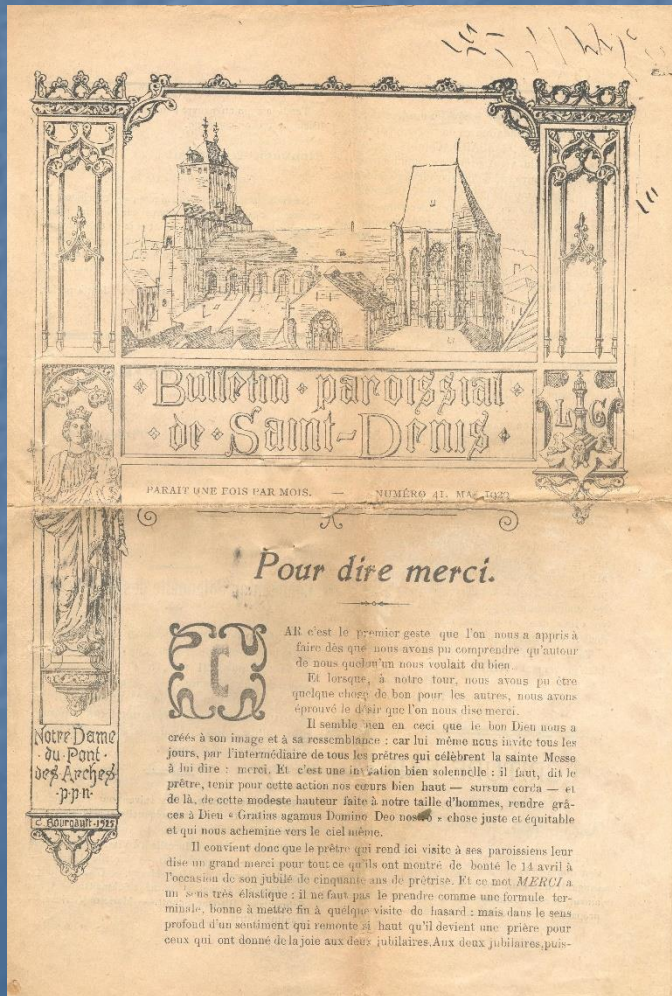 Bulletin paroissial
de Saint-Denis
L G
PARAIT UNE FOIS PAR MOIS. — NUMÉRO 41. MAI
Pour dire merci.
CAR c'est le premier geste que l'on nous a appris à
faire dès que nous avons pu comprendre qu'autour
de nous quelqu'un nous voulait du bien.
Et lorsque, à notre tour, nous avons pu être
quelque chose de bon pour les autres, nous avons
éprouvé le désir que l'on nous dise merci.
Il semble bien en ceci que le bon Dieu nous a
créés à son image et à sa ressemblance : car lui même nous invite tous les
jours, par l'intermédiaire de tous les prêtres qui célèbrent la sainte Messe
à lui dire : merci. Et c'est une invitation bien solennelle : il faut, dit le
prêtre, tenir pour cette action nos cœurs bien haut — sursum corda — et
de là, de cette modeste hauteur faite à notre taille d'hommes, rendre grâ-
ces à Dieu « Gratias agamus Domino Deo nostro » chose juste et équitable
et qui nous achemine vers le ciel même.
Il convient donc que le prêtre qui rend ici visite à ses paroissiens leur
dise un grand merci pour tout ce qu'ils ont montré de bonté le 14 avril à
l'occasion de son jubilé de cinquante ans de prêtrise. Et ce mot MERCI a
un sens très élastique : il ne faut pas le prendre comme une formule ter-
minale, bonne à mettre fin à quelque visite de hasard : mais dans le sens
profond d'un sentiment qui remonte si haut qu'il devient une prière pour
ceux qui ont donné de la joie aux deux jubilaires. Aux deux jubilaires, puis-
Notre Dame
du Pont
des Arches
p.p.n.
C. Bourgault 1925